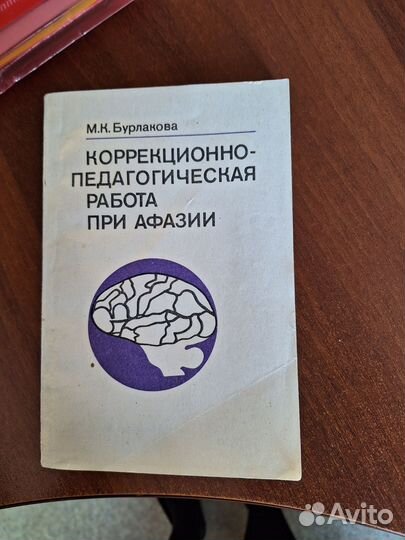 М.К. Бурлакова
КОРРЕКЦИОННО-
ПЕДАГОГИЧЕСКАЯ
РАБОТА
ПРИ АФАЗИИ
Avito